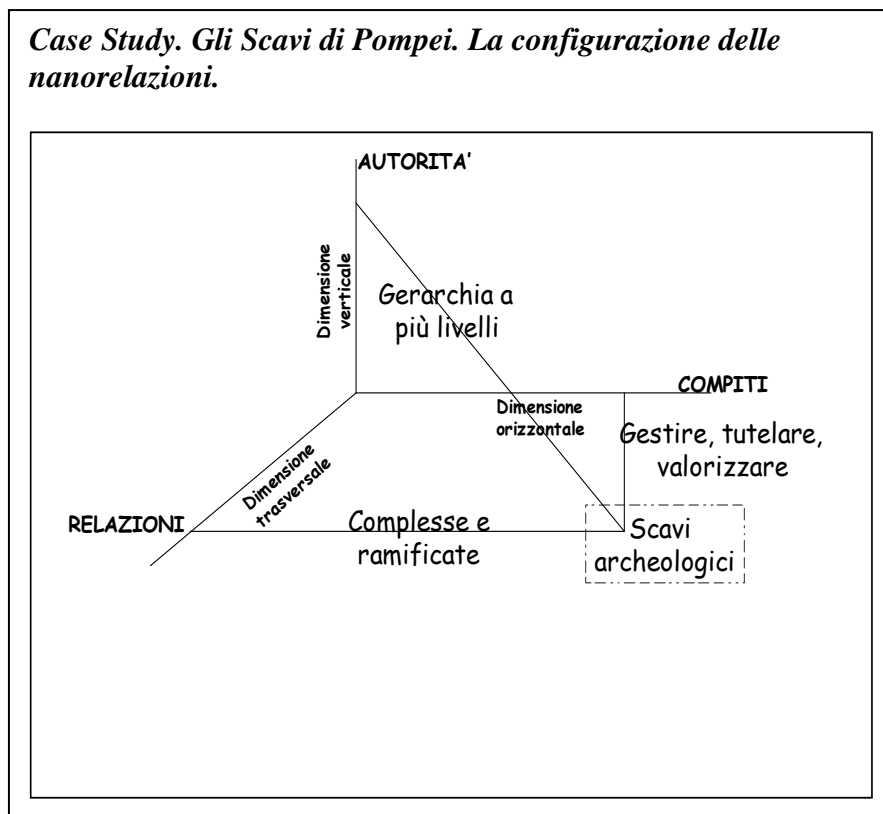 Case Study. Gli Scavi di Pompei. La configurazione delle
nanorelazioni.
AUTORITA'
Dimensione
verticale
Gerarchia a
più livelli
COMPITI
Dimensione
orizzontale
Gestire, tutelare,
valorizzare
Dimensione
trasversale
RELAZIONI
Complesse e
ramificate
Scavi
archeologici